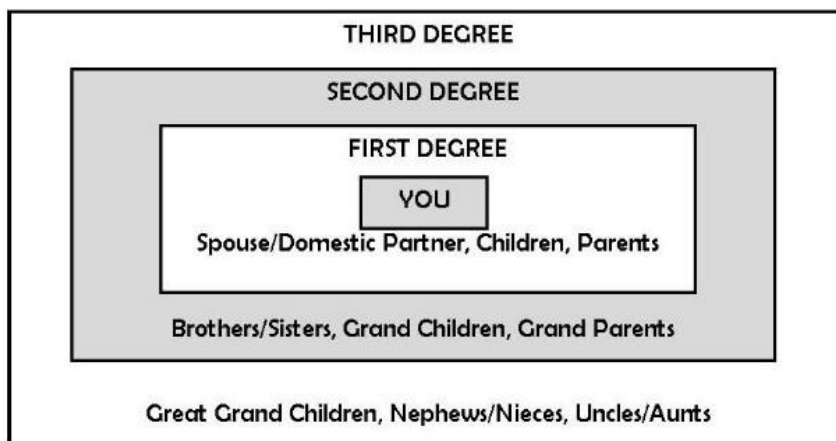 THIRD DEGREE
SECOND DEGREE
FIRST DEGREE
YOU
Spouse/Domestic Partner, Children, Parents
Brothers/Sisters, Grand Children, Grand Parents
Great Grand Children, Nephews/Nieces, Uncles/Aunts